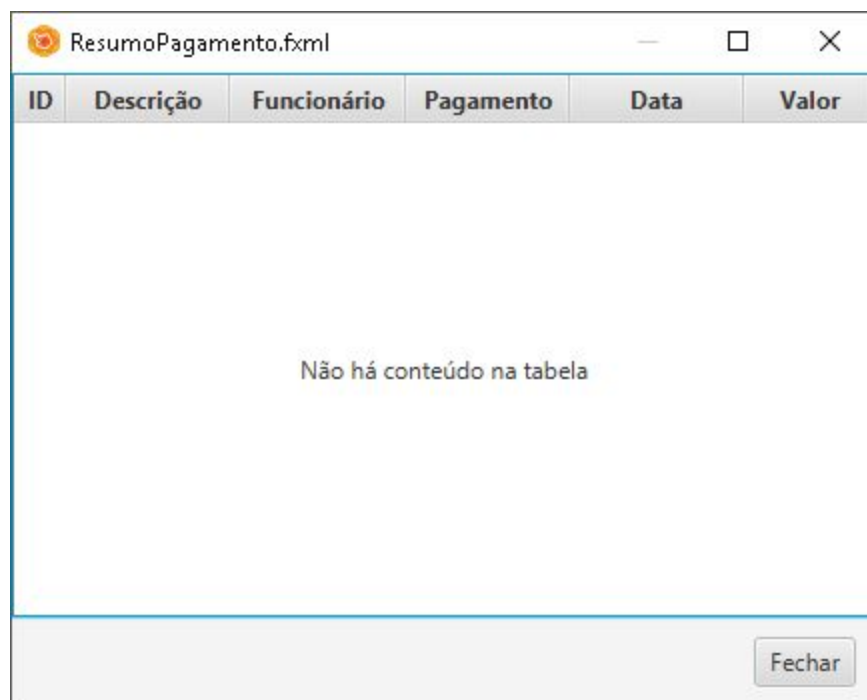 ResumoPagamento.fxml
ID Descrição Funcionário Pagamento Data Valor
Não há conteúdo na tabela
Fechar